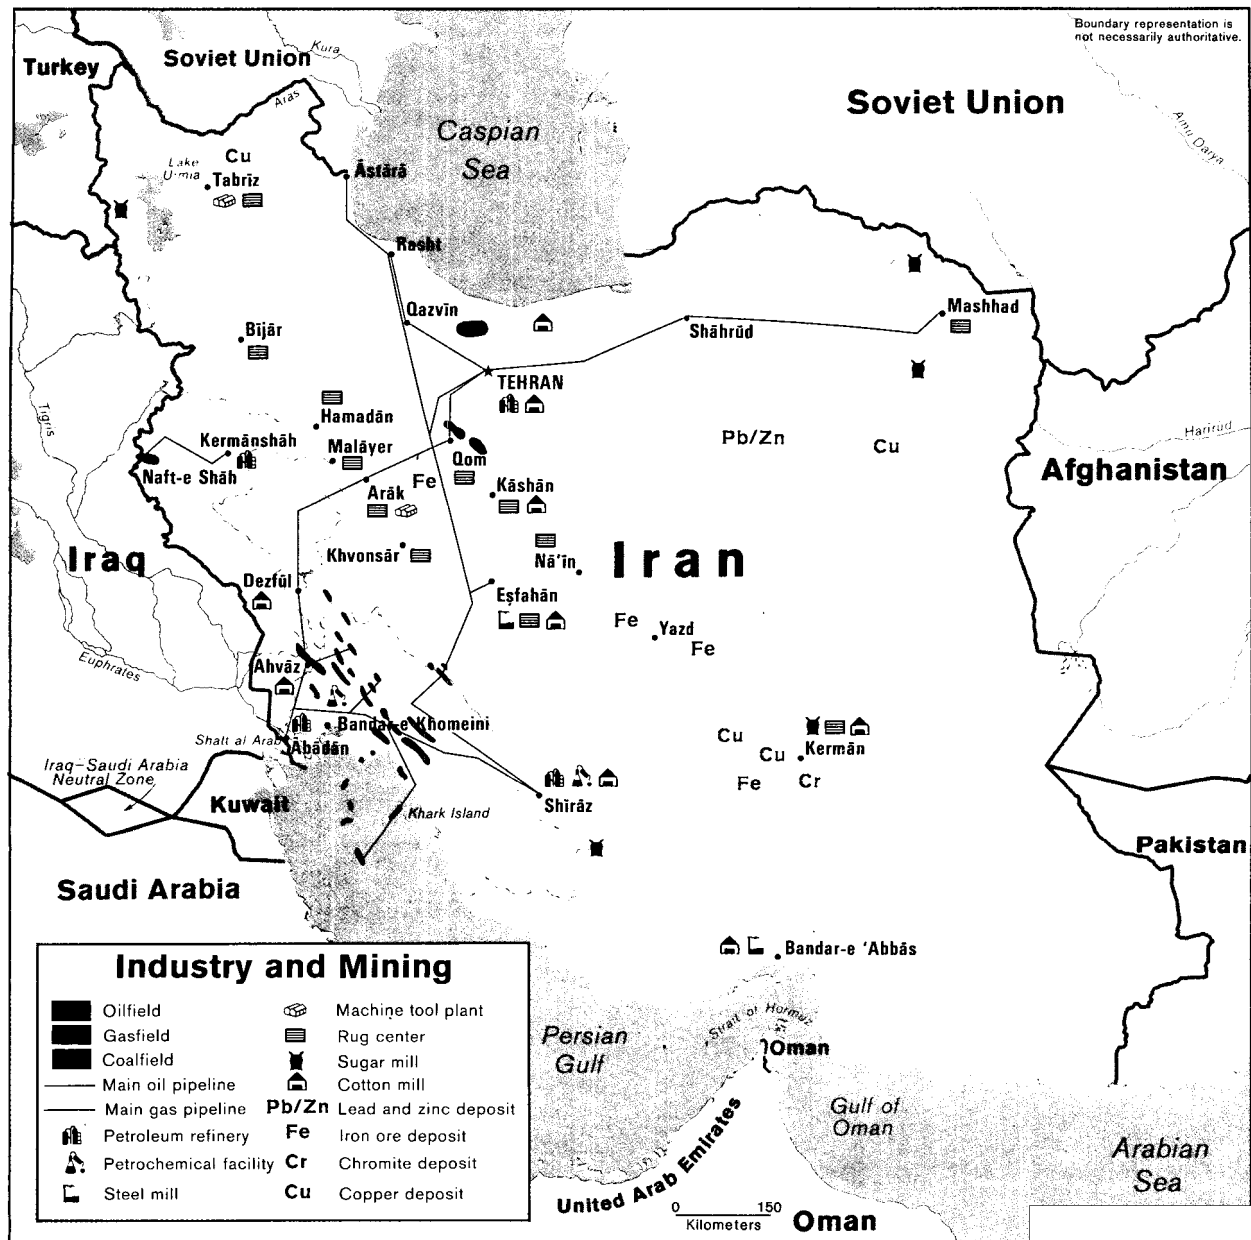 Boundary representation is
not necessarily authoritative.
Turkey
Soviet Union
Kura
Soviet Union
Aras
Caspian
Sea
Amu Darya
Lake
Urmia
Cu
Tabrīz
Āstārā
Rasht
Qazvīn
Mashhad
Shāhrūd
Bījār
TEHRAN
Tigris
Hamadān
Kermānshāh
Malāyer
Qom
Pb/Zn
Cu
Harirud
Naft-e Shāh
Arāk
Fe
Kāshān
Afghanistan
Iraq
Khvonsār
Nā'īn
Iran
Dezfūl
Eşfahān
Fe
Yazd
Fe
Euphrates
Ahvāz
Bandar-e Khomeini
Shatt al Arab
Ābādān
Cu
Cu
Kermān
Iraq–Saudi Arabia
Neutral Zone
Fe
Cr
Kuwait
Khark Island
Shīrāz
Pakistan
Saudi Arabia
Bandar-e 'Abbās
Strait of Hormuz
Persian
Gulf
Oman
Gulf of
Oman
Arabian
Sea
United Arab Emirates
0 150
Kilometers
Oman
Industry and Mining
Oilfield
Gasfield
Coalfield
Main oil pipeline
Main gas pipeline
Petroleum refinery
Petrochemical facility
Steel mill
Machine tool plant
Rug center
Sugar mill
Cotton mill
Pb/Zn Lead and zinc deposit
Fe Iron ore deposit
Cr Chromite deposit
Cu Copper deposit